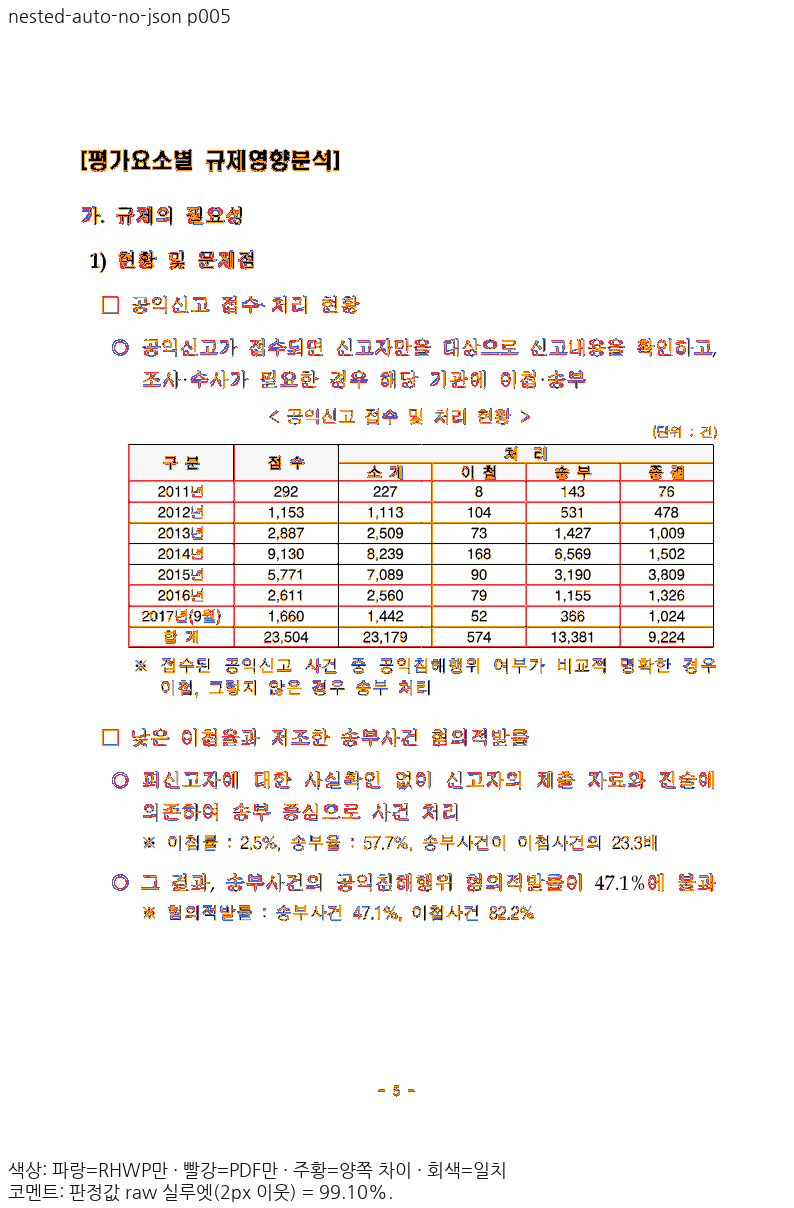 nested-auto-no-json p005
[평가요소별 규제영향분석]
가. 규제의 필요성
1) 현황 및 문제점
□ 공익신고 접수·처리 현황
○ 공익신고가 접수되면 신고자만을 대상으로 신고내용을 확인하고,
조사·수사가 필요한 경우 해당 기관에 이첩·송부
< 공익신고 접수 및 처리 현황 >
(단위 : 건)
구 분 접 수 처 리
소 계 이 첩 송 부 종 결
2011년 292 227 8 143 76
2012년 1,153 1,113 104 531 478
2013년 2,887 2,509 73 1,427 1,009
2014년 9,130 8,239 168 6,569 1,502
2015년 5,771 7,089 90 3,190 3,809
2016년 2,611 2,560 79 1,155 1,326
2017년(9월) 1,660 1,442 52 366 1,024
합 계 23,504 23,179 574 13,381 9,224
※ 접수된 공익신고 사건 중 공익침해행위 여부가 비교적 명확한 경우
이첩, 그렇지 않은 경우 송부 처리
□ 낮은 이첩율과 저조한 송부사건 혐의적발률
○ 피신고자에 대한 사실확인 없이 신고자의 제출 자료와 진술에
의존하여 송부 중심으로 사건 처리
※ 이첩률 : 2.5%, 송부율 : 57.7%, 송부사건이 이첩사건의 23.3배
○ 그 결과, 송부사건의 공익침해행위 혐의적발률이 47.1%에 불과
※ 혐의적발률 : 송부사건 47.1%, 이첩사건 82.2%
- 5 -
색상: 파랑=RHWP만 · 빨강=PDF만 · 주황=양쪽 차이 · 회색=일치
코멘트: 판정값 raw 실루엣(2px 이웃) = 99.10%.